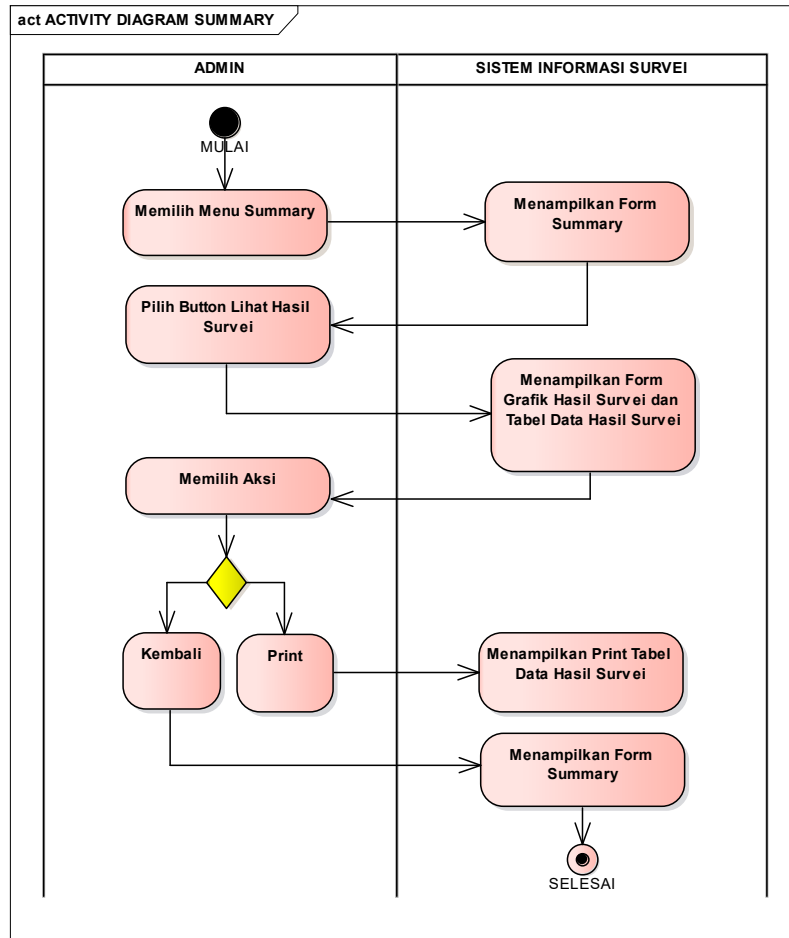 act ACTIVITY DIAGRAM SUMMARY
ADMIN
SISTEM INFORMASI SURVEI
MULAI
Memilih Menu Summary
Menampilkan Form
Summary
Pilih Button Lihat Hasil
Survei
Menampilkan Form
Grafik Hasil Survei dan
Tabel Data Hasil Survei
Memilih Aksi
Kembali
Print
Menampilkan Print Tabel
Data Hasil Survei
Menampilkan Form
Summary
SELESAI